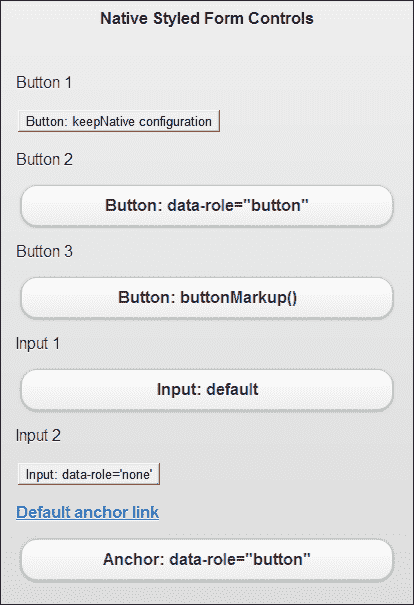 Native Styled Form Controls
Button 1
Button: keepNative configuration
Button 2
Button: data-role="button"
Button 3
Button: buttonMarkup()
Input 1
Input: default
Input 2
Input: data-role='none'
Default anchor link
Anchor: data-role="button"